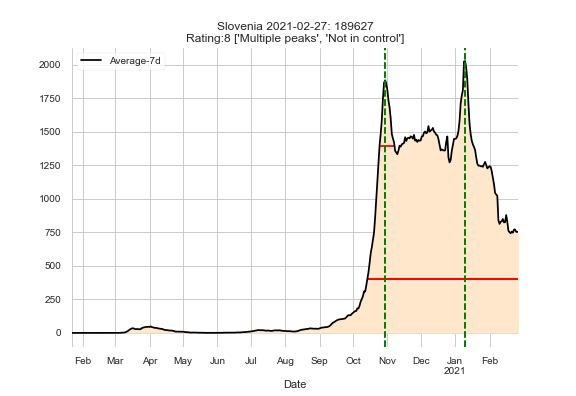 Slovenia 2021-02-27: 189627
Rating:8 ['Multiple peaks', 'Not in control']
Average-7d
2000
1750
1500
1250
1000
750
500
250
0
Feb Mar Apr May Jun Jul Aug Sep Oct Nov Dec Jan Feb
2021
Date